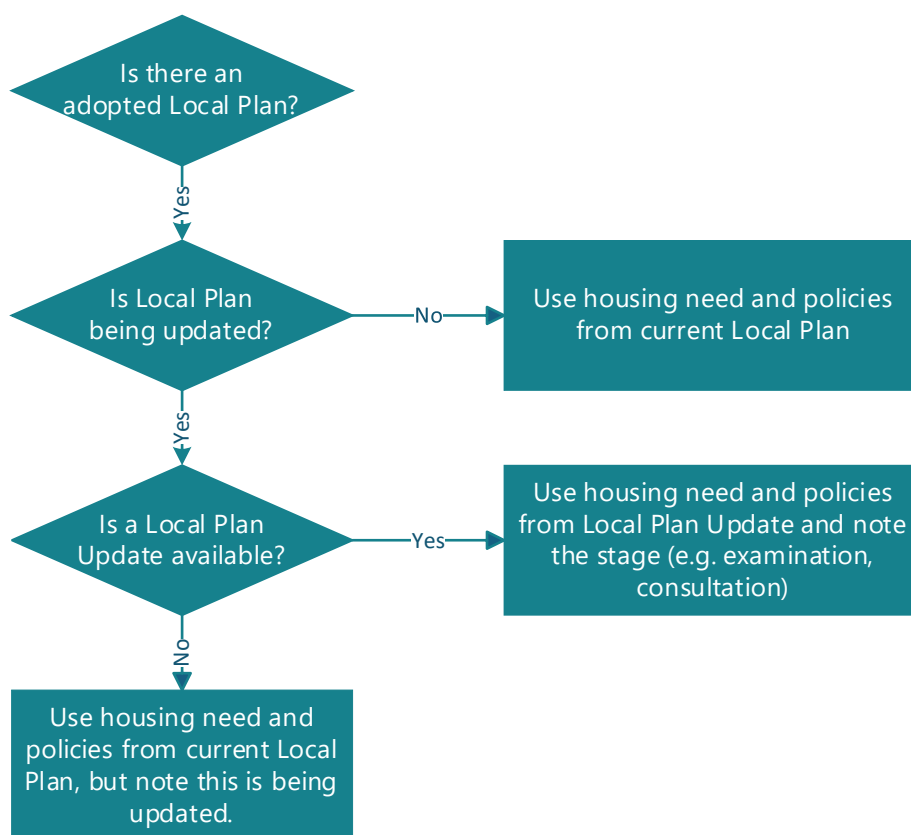 Is there an
adopted Local Plan?
Yes
Is Local Plan
being updated?
No
Use housing need and policies
from current Local Plan
Yes
Is a Local Plan
Update available?
Yes
Use housing need and policies
from Local Plan Update and note
the stage (e.g. examination,
consultation)
No
Use housing need and
policies from current Local
Plan, but note this is being
updated.